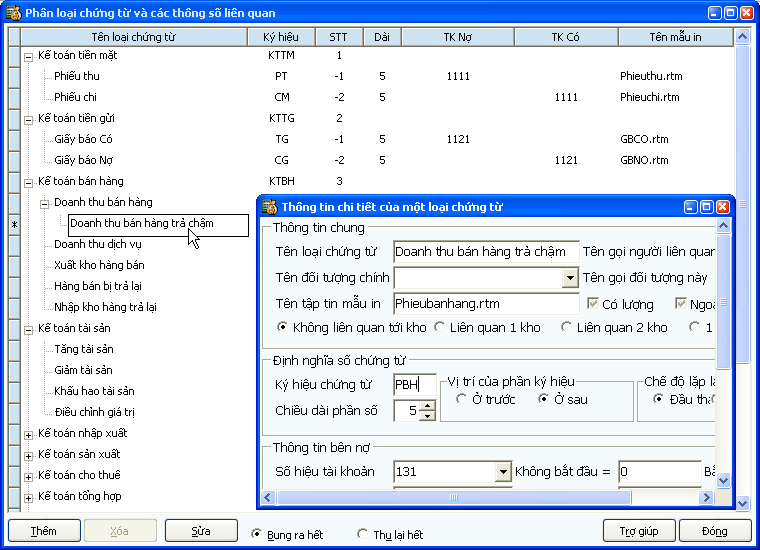 Phân loại chứng từ và các thông số liên quan
Tên loại chứng từ Ký hiệu STT Dài TK Nợ TK Có Tên mẫu in
Kế toán tiền mặt KTTM 1
Phiếu thu PT -1 5 1111 Phieuthu.rtm
Phiếu chi CM -2 5 1111 Phieuchi.rtm
Kế toán tiền gửi KTTG 2
Giấy báo Có TG -1 5 1121 GBCO.rtm
Giấy báo Nợ CG -2 5 1121 GBNO.rtm
Kế toán bán hàng KTBH 3
Doanh thu bán hàng
* Doanh thu bán hàng trả chậm
Doanh thu dịch vụ
Xuất kho hàng bán
Hàng bán bị trả lại
Nhập kho hàng trả lại
Kế toán tài sản
Tăng tài sản
Giảm tài sản
Khấu hao tài sản
Điều chỉnh giá trị
Kế toán nhập xuất
Kế toán sản xuất
Kế toán cho thuê
Kế toán tổng hợp
Thông tin chi tiết của một loại chứng từ
Thông tin chung
Tên loại chứng từ Doanh thu bán hàng trả chậm Tên gọi người liên quan
Tên đối tượng chính Tên gọi đối tượng này
Tên tập tin mẫu in Phieubanhang.rtm Có lượng Ngoạ
Không liên quan tới kho Liên quan 1 kho Liên quan 2 kho 1
Định nghĩa số chứng từ
Ký hiệu chứng từ PBH Vị trí của phần ký hiệu Chế độ lặp lạ
Ở trước Ở sau Đầu thá
Chiều dài phần số 5
Thông tin bên nợ
Số hiệu tài khoản 131 Không bắt đầu = 0 Bắ
Thêm Xóa Sửa Bung ra hết Thu lại hết Trợ giúp Đóng